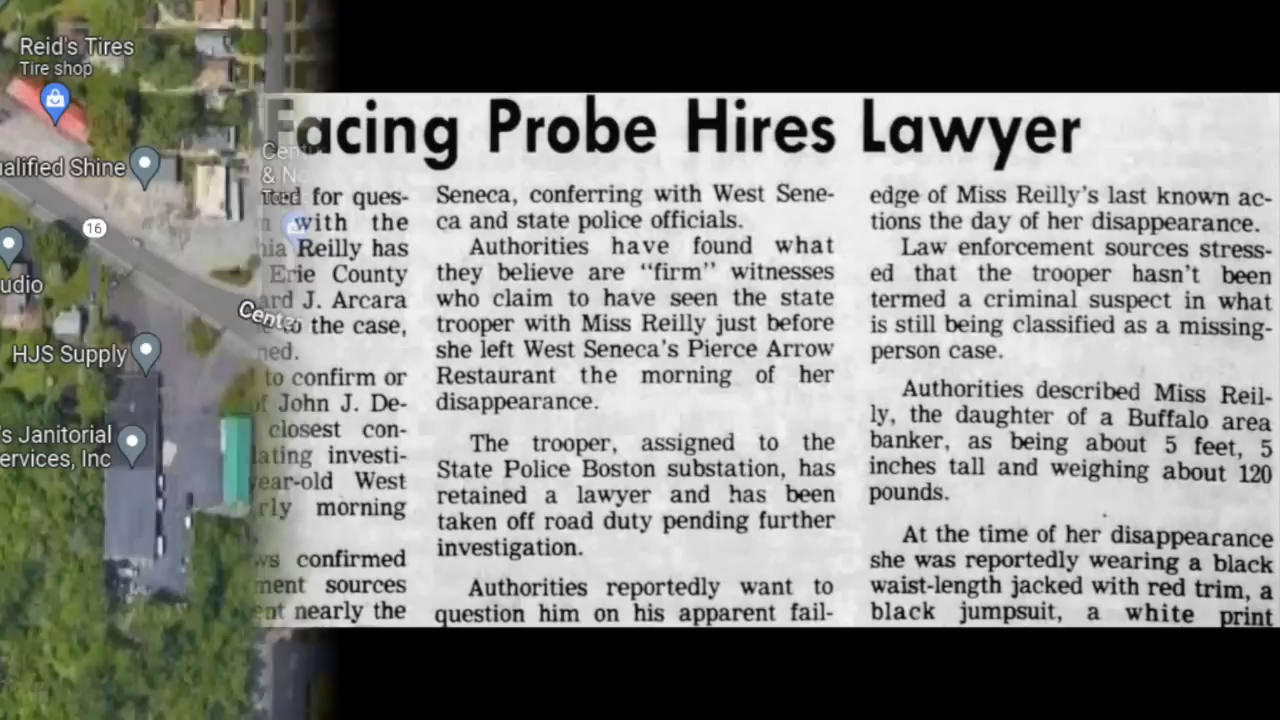 Reid's Tires
Tire shop
ualified Shine
16
udio
Center
HJS Supply
's Janitorial
ervices, Inc
Facing Probe Hires Lawyer
for ques-
with the
Reilly has
Erie County
J. Arcara
to the case,
to confirm or
of John J. De-
closest con-
lating investi-
year-old West
rly morning
ws confirmed
ment sources
nt nearly the
Seneca, conferring with West Sene-
ca and state police officials.
Authorities have found what
they believe are "firm" witnesses
who claim to have seen the state
trooper with Miss Reilly just before
she left West Seneca's Pierce Arrow
Restaurant the morning of her
disappearance.
The trooper, assigned to the
State Police Boston substation, has
retained a lawyer and has been
taken off road duty pending further
investigation.
Authorities reportedly want to
question him on his apparent fail-
edge of Miss Reilly's last known ac-
tions the day of her disappearance.
Law enforcement sources stress-
ed that the trooper hasn't been
termed a criminal suspect in what
is still being classified as a missing-
person case.
Authorities described Miss Reil-
ly, the daughter of a Buffalo area
banker, as being about 5 feet, 5
inches tall and weighing about 120
pounds.
At the time of her disappearance
she was reportedly wearing a black
waist-length jacked with red trim, a
black jumpsuit, a white print